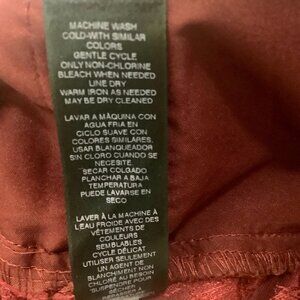 MACHINE WASH
COLD-WITH SIMILAR
COLORS
GENTLE CYCLE
ONLY NON-CHLORINE
BLEACH WHEN NEEDED
LINE DRY
WARM IRON AS NEEDED
MAY BE DRY CLEANED
LAVAR A MÁQUINA CON
AGUA FRIA EN
CICLO SUAVE CON
COLORES SIMILARES,
USAR BLANQUEADOR
SIN CLORO CUANDO SE
NECESITE
SECAR COLGADO
PLANCHAR A BAJA
TEMPERATURA
PUEDE LAVARSE EN
SECO
LAVER À LA MACHINE À
L'EAU FROIDE AVEC DES
VÊTEMENTS DE
COULEURS
SEMBLABLES
CYCLE DÉLICAT
UTILISER SEULEMENT
UN AGENT DE
BLANCHIMENT NON
CHLORÉ AU BESOIN
SUSPENDRE POUR
SÉCHER